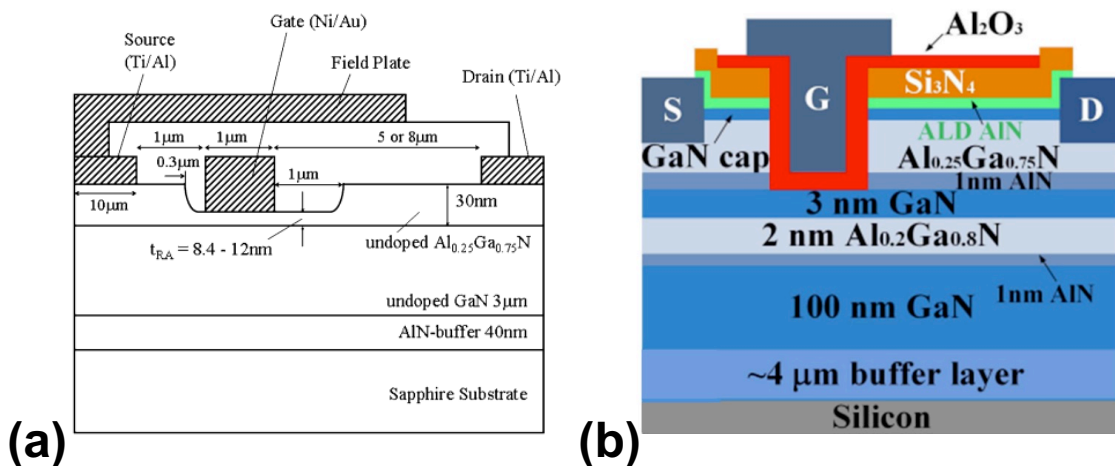 Gate (Ni/Au)
Source
(Ti/Al)
Field Plate
Drain (Ti/Al)
1μm
1μm
5 or 8μm
0.3μm
1μm
10μm
30nm
t_RA = 8.4 - 12nm
undoped Al₀.₂₅Ga₀.₇₅N
undoped GaN 3μm
AlN-buffer 40nm
Sapphire Substrate
(a)
Al₂O₃
Si₃N₄
S
G
D
ALD AlN
GaN cap
Al₀.₂₅Ga₀.₇₅N
1nm AlN
3 nm GaN
2 nm Al₀.₂Ga₀.₈N
1nm AlN
100 nm GaN
~4 μm buffer layer
Silicon
(b)